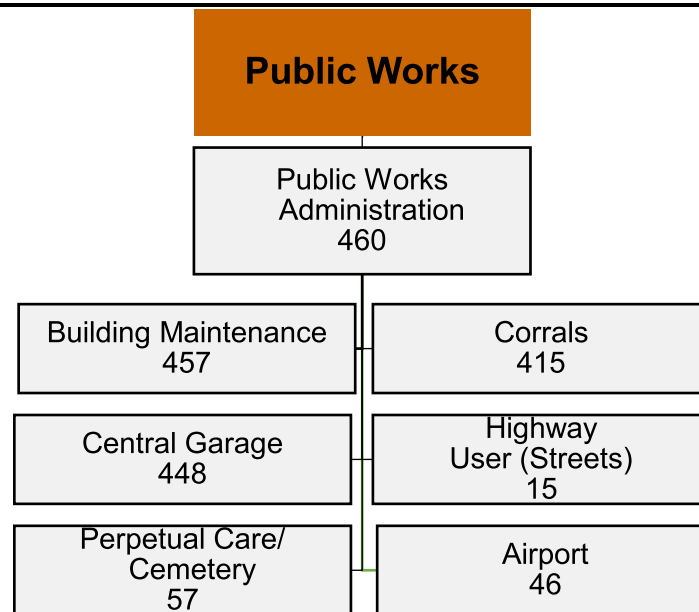 Public Works
Public Works
Administration
460
Building Maintenance
457
Corrals
415
Central Garage
448
Highway
User (Streets)
15
Perpetual Care/
Cemetery
57
Airport
46